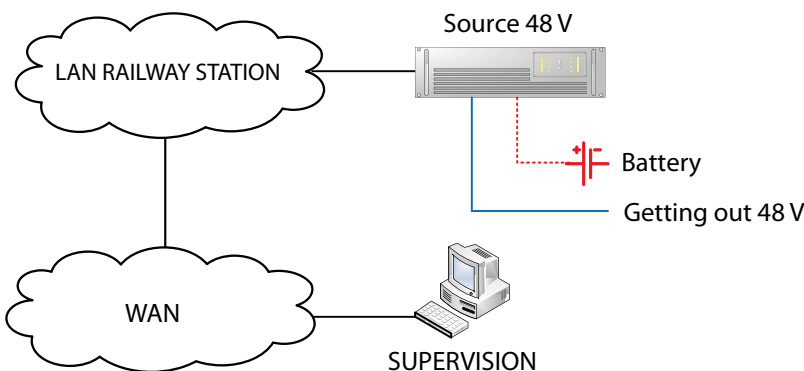 Source 48 V
LAN RAILWAY STATION
+ -
Battery
Getting out 48 V
WAN
SUPERVISION